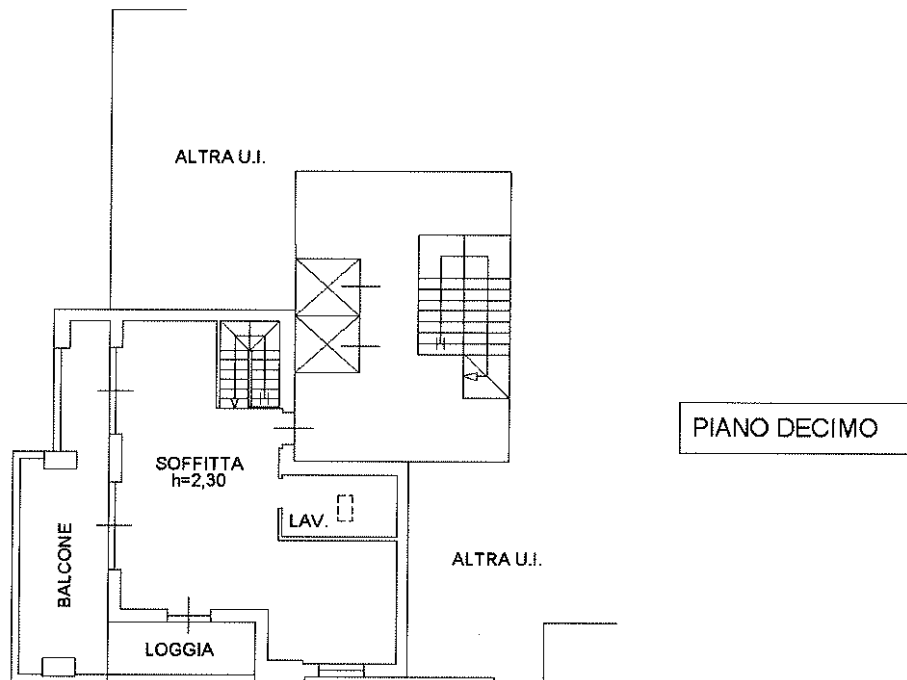 ALTRA U.I.
PIANO DECIMO
SOFFITTA
h=2,30
LAV.
BALCONE
ALTRA U.I.
LOGGIA